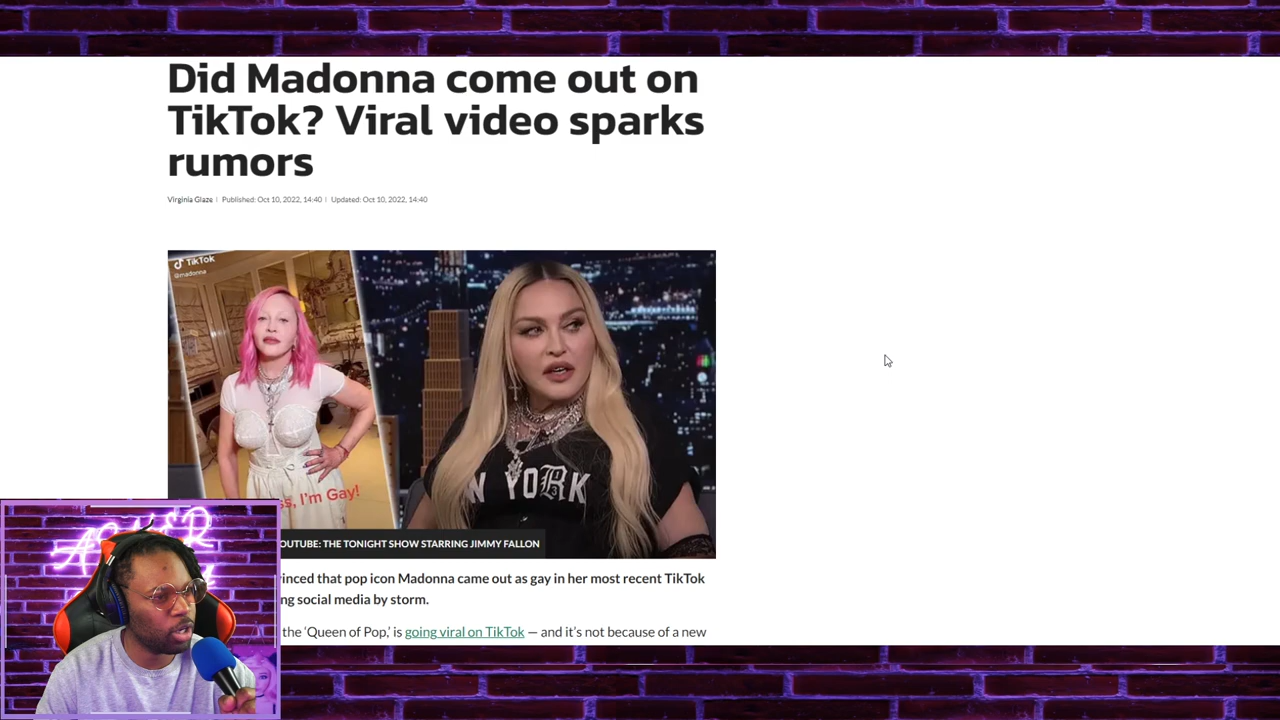 Did Madonna come out on
TikTok? Viral video sparks
rumors
Virginia Glaze | Published: Oct 10, 2022, 14:40 | Updated: Oct 10, 2022, 14:40
TikTok
@madonna
ss, I'm Gay!
N YORK
OUTUBE: THE TONIGHT SHOW STARRING JIMMY FALLON
inced that pop icon Madonna came out as gay in her most recent TikTok
ng social media by storm.
the ‘Queen of Pop,’ is going viral on TikTok — and it’s not because of a new